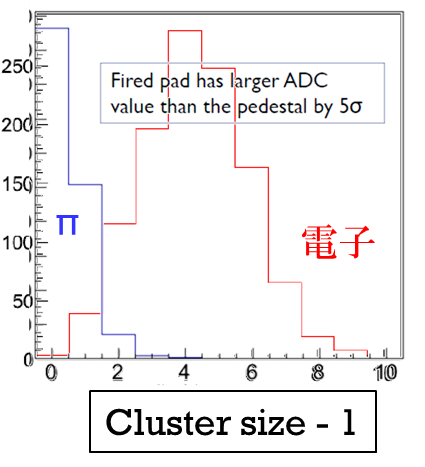 Fired pad has larger ADC
value than the pedestal by 5σ
250
200
150
100
50
0
π
電子
0 2 4 6 8 10
Cluster size - 1